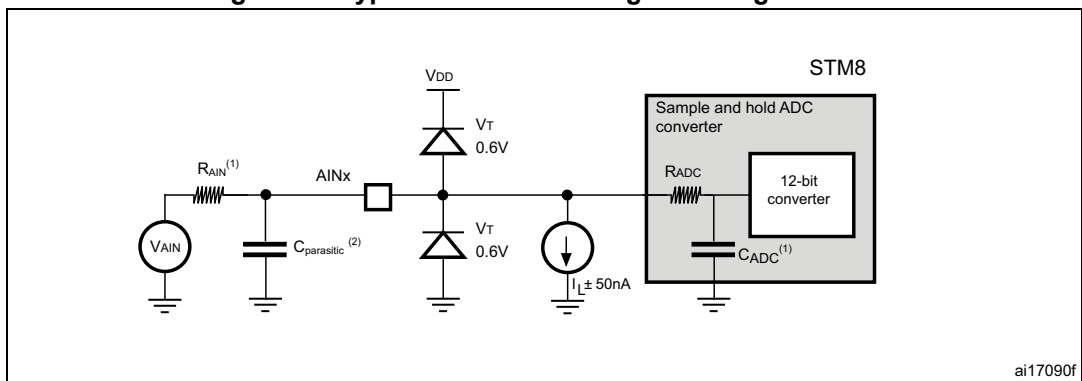 STM8
VDD
Sample and hold ADC
converter
VT
0.6V
RAIN(1)
AINx
RADC
12-bit
converter
VAIN
Cparasitic (2)
VT
0.6V
IL± 50nA
CADC(1)
ai17090f